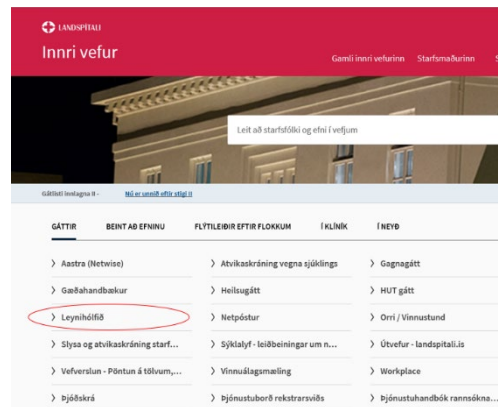 LANDSPÍTALI
Innri vefur
Gamli innri vefurinn Starfsmaðurinn S
Leit að starfsfólki og efni í vefjum
Gátlisti innlagna II - Nú er unnið eftir stigi II
GÁTTIR BEINT AÐ EFNINU FLÝTILEIÐIR EFTIR FLOKKUM Í KLÍNÍK Í NEYÐ
Aastra (Netwise) Atvikaskráning vegna sjúklings Gagnagátt
Gæðahandbækur Heilsugátt HUT gátt
Leynihólfið Netpóstur Orri / Vinnustund
Slysa og atvikaskráning starf... Sýklalyf - leiðbeiningar um n... Útvefur - landspitali.is
Vefverslun - Pöntun á tölvum,... Vinnuálagsmæling Workplace
Þjóðskrá Þjónustuborð rekstrarsviðs Þjónustuhandbók rannsókna...